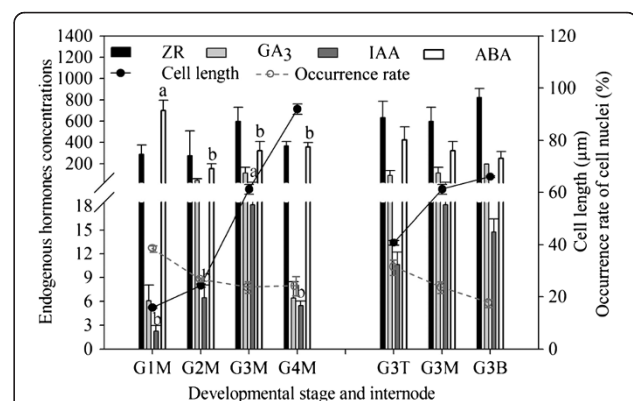 1400
1200
1000
800
600
400
200
18
15
12
9
6
3
0
Endogenous hormones concentrations
ZR GA3 IAA ABA
Cell length Occurrence rate
a
b
b
a
b
b
b
b
120
100
80
60
40
20
0
Cell length (μm)
Occurrence rate of cell nuclei (%)
G1M G2M G3M G4M G3T G3M G3B
Developmental stage and internode